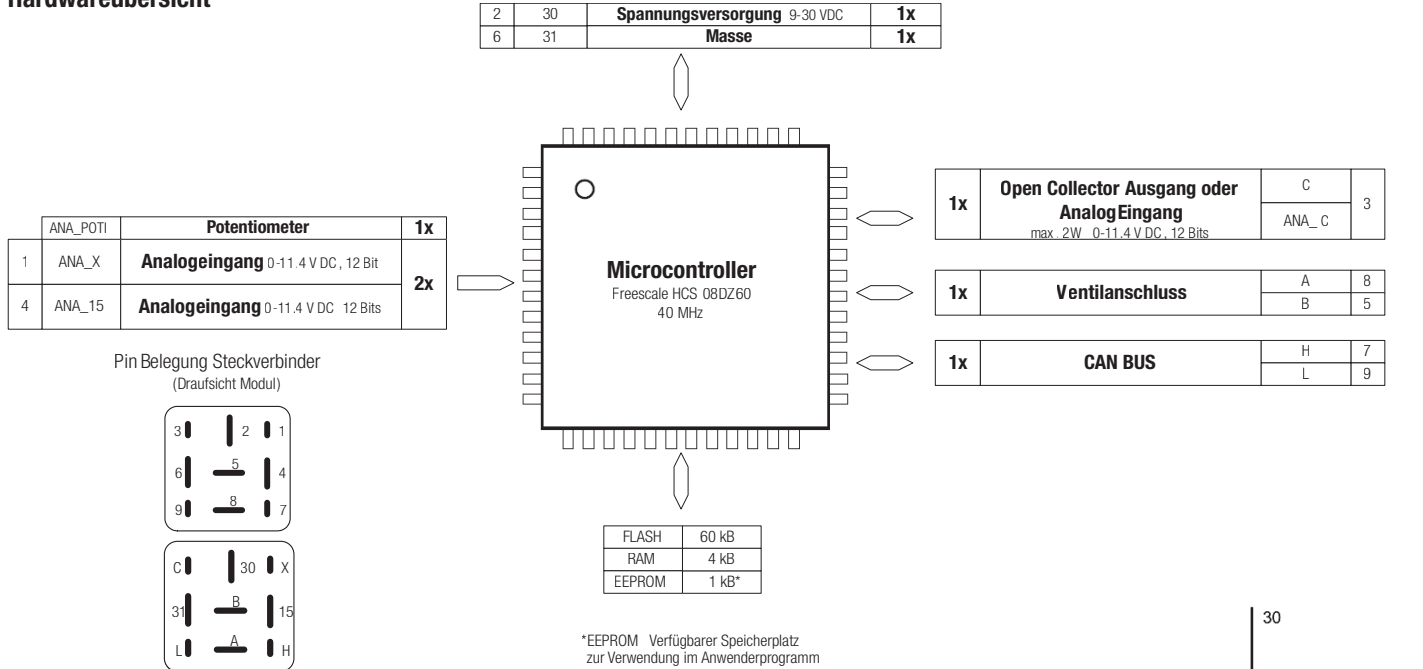 Hardwareübersicht
2 30 Spannungsversorgung 9-30 VDC 1x
6 31 Masse 1x
ANA_POTI Potentiometer 1x
1 ANA_X Analogeingang 0-11.4 V DC, 12 Bit
2x
4 ANA_15 Analogeingang 0-11.4 V DC 12 Bits
Microcontroller
Freescale HCS 08DZ60
40 MHz
1x Open Collector Ausgang oder C 3
AnalogEingang ANA_ C
max . 2W 0-11.4 V DC, 12 Bits
1x Ventilanschluss A 8
B 5
1x CAN BUS H 7
L 9
Pin Belegung Steckverbinder
(Draufsicht Modul)
3 2 1
6 5 4
9 8 7
C 30 X
31 B 15
L A H
FLASH 60 kB
RAM 4 kB
EEPROM 1 kB*
*EEPROM Verfügbarer Speicherplatz
zur Verwendung im Anwenderprogramm
30